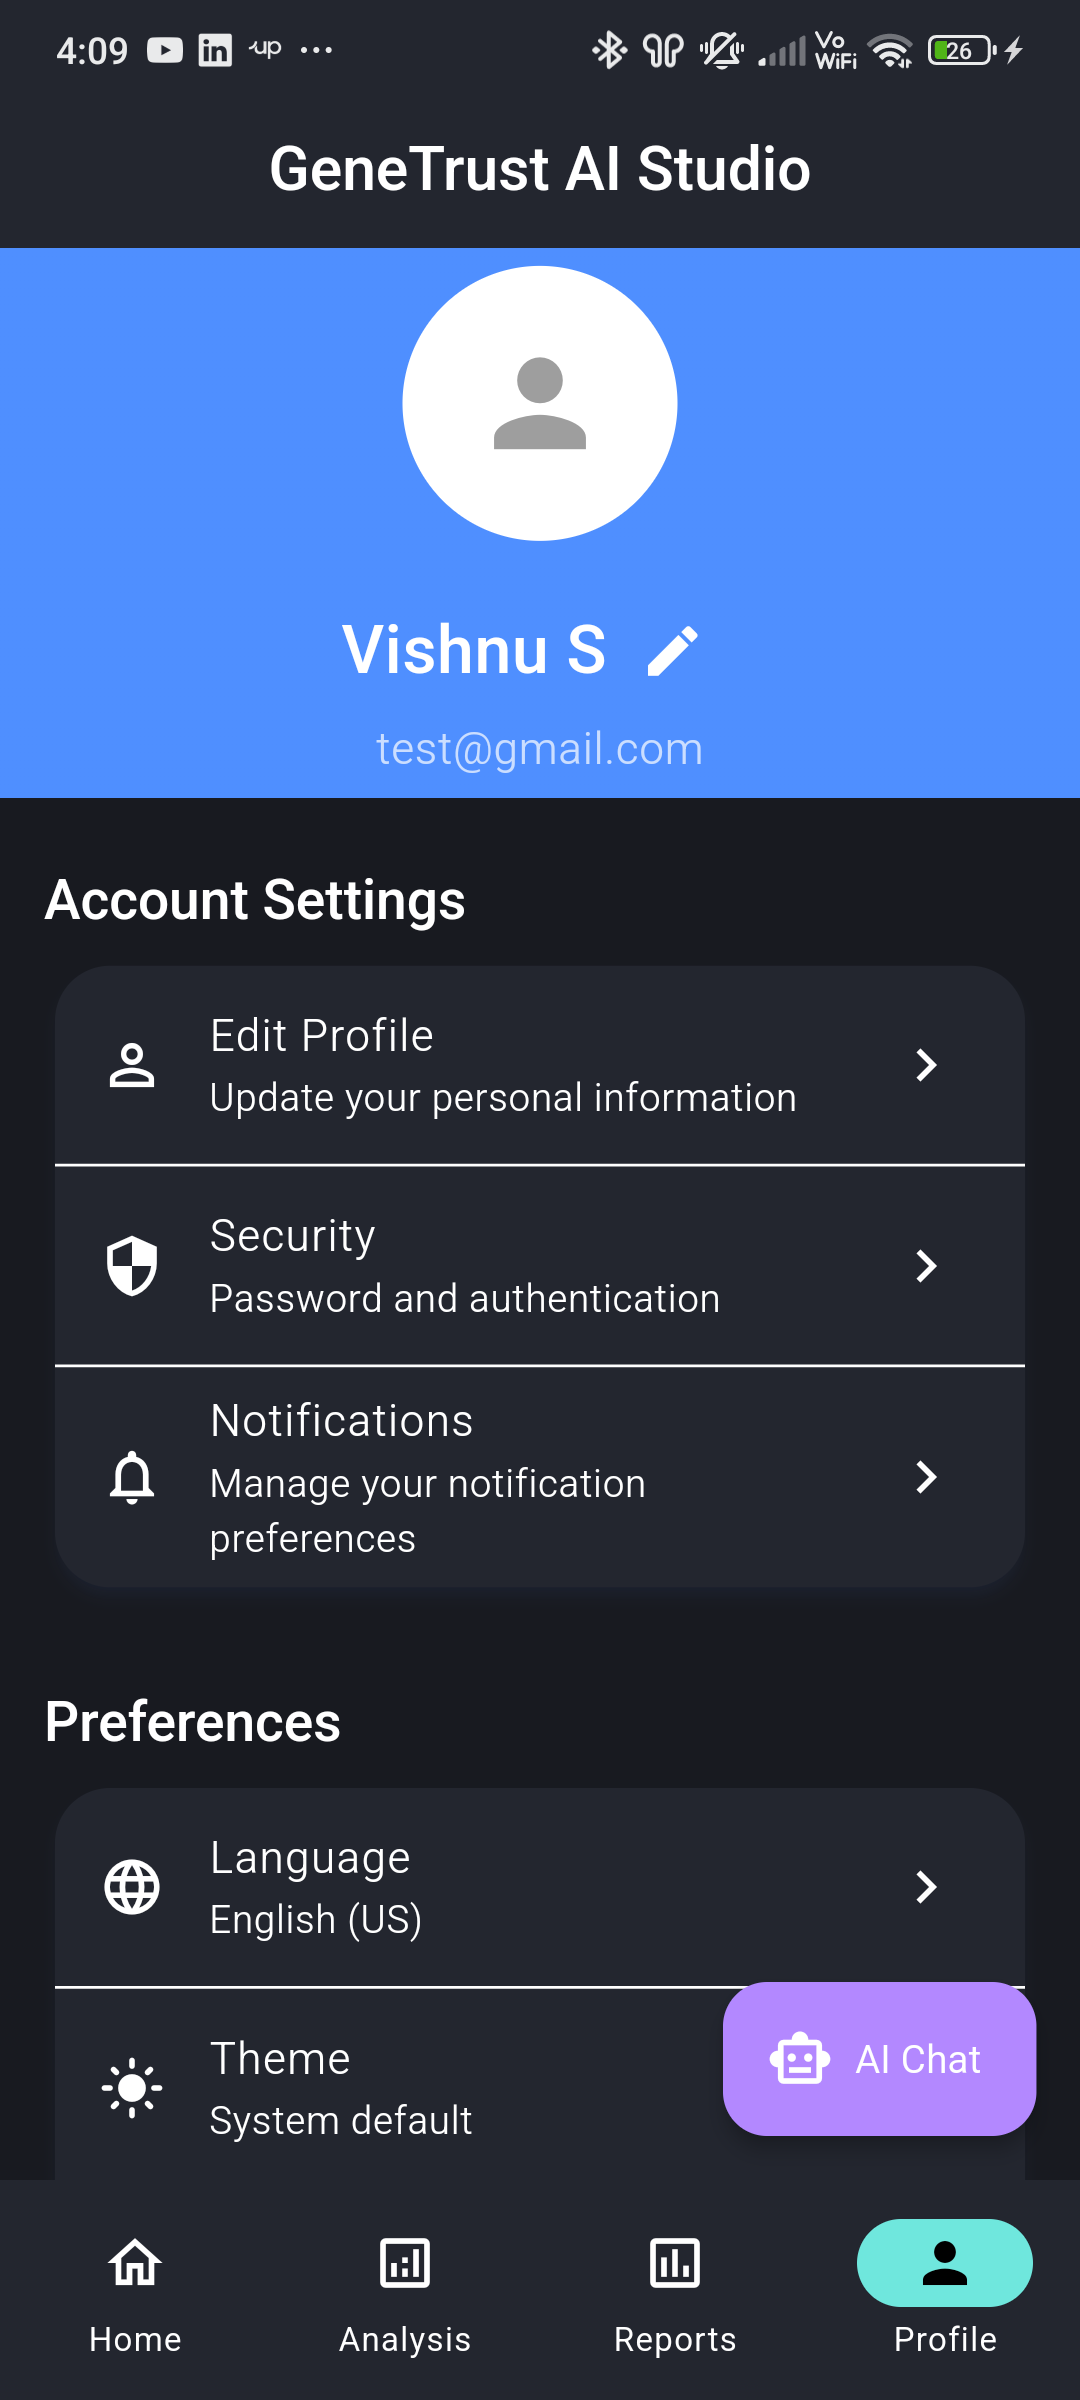 4:09 up Vo WiFi 26
GeneTrust AI Studio
Vishnu S
test@gmail.com
Account Settings
Edit Profile
Update your personal information
Security
Password and authentication
Notifications
Manage your notification
preferences
Preferences
Language
English (US)
Theme
System default
AI Chat
Home
Analysis
Reports
Profile